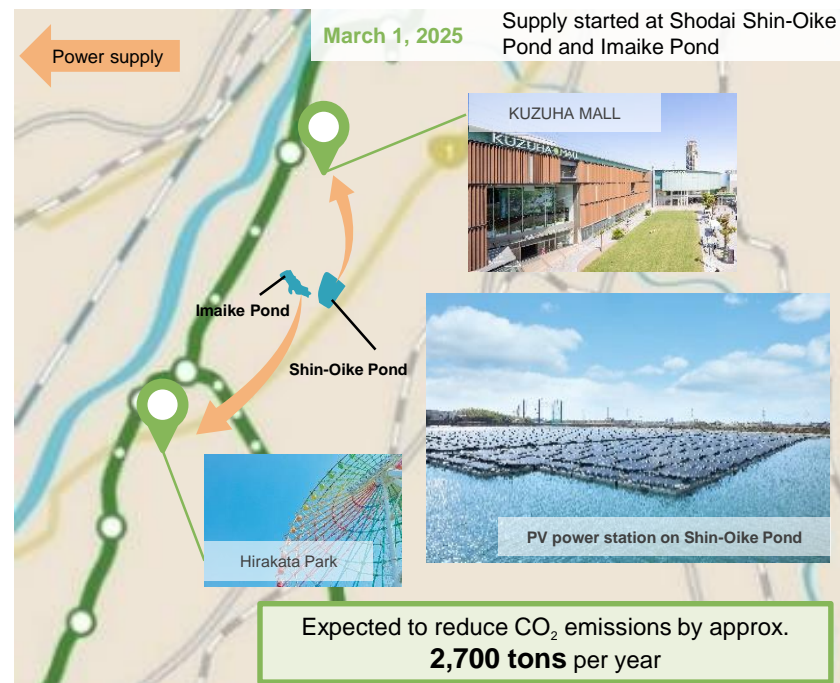 Power supply
March 1, 2025
Supply started at Shodai Shin-Oike
Pond and Imaike Pond
1
KUZUHA MALL
KUZUHA MALL
Imaike Pond
Shin-Oike Pond
Hirakata Park
PV power station on Shin-Oike Pond
Expected to reduce CO₂ emissions by approx.
2,700 tons per year